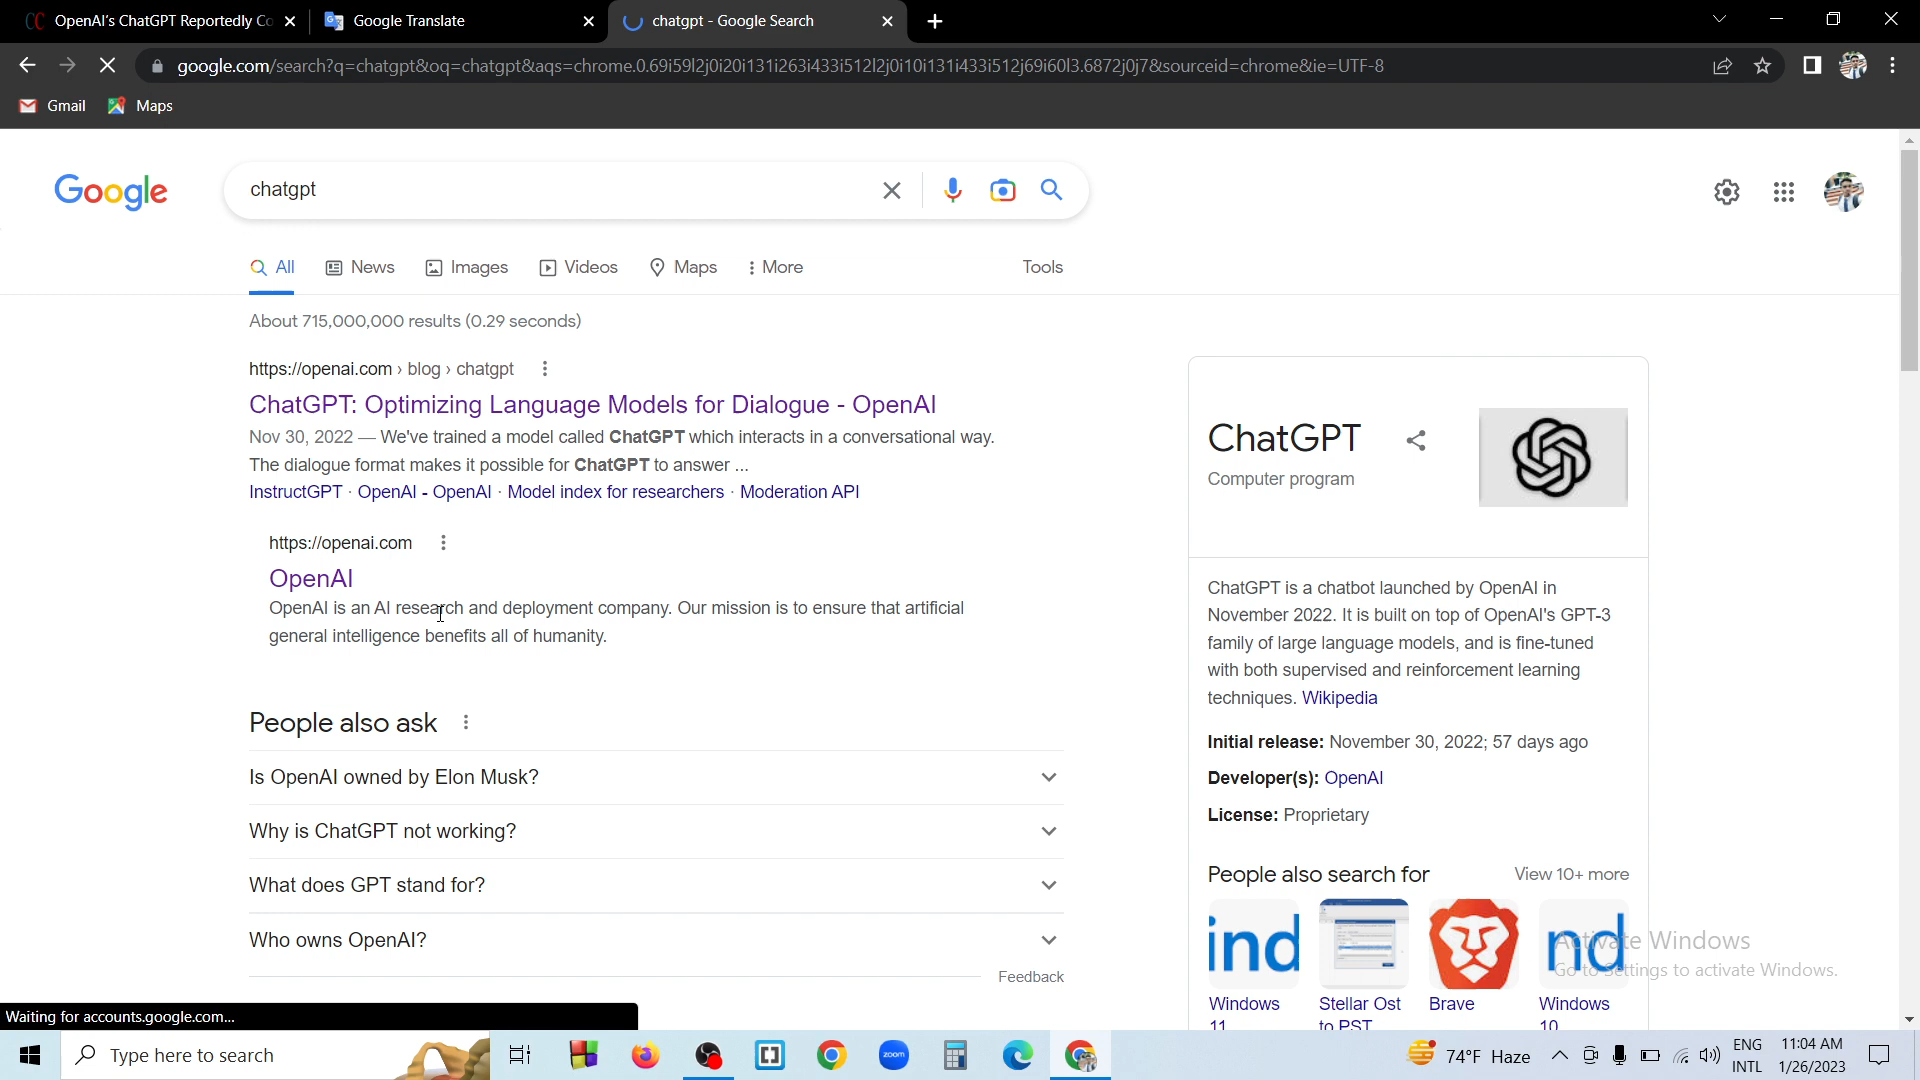 OpenAI's ChatGPT Reportedly Co
Google Translate
chatgpt - Google Search
google.com/search?q=chatgpt&oq=chatgpt&aqs=chrome.0.69i59l2j0i20i131i263i433i512l2j0i10i131i433i512j69i60l3.6872j0j7&sourceid=chrome&ie=UTF-8
Gmail
Maps
Google
chatgpt
All
News
Images
Videos
Maps
More
Tools
About 715,000,000 results (0.29 seconds)
https://openai.com › blog › chatgpt
ChatGPT: Optimizing Language Models for Dialogue - OpenAI
Nov 30, 2022 — We've trained a model called ChatGPT which interacts in a conversational way.
The dialogue format makes it possible for ChatGPT to answer ...
InstructGPT · OpenAI - OpenAI · Model index for researchers · Moderation API
https://openai.com
OpenAI
OpenAI is an AI research and deployment company. Our mission is to ensure that artificial
general intelligence benefits all of humanity.
People also ask
Is OpenAI owned by Elon Musk?
Why is ChatGPT not working?
What does GPT stand for?
Who owns OpenAI?
Feedback
ChatGPT
Computer program
ChatGPT is a chatbot launched by OpenAI in
November 2022. It is built on top of OpenAI's GPT-3
family of large language models, and is fine-tuned
with both supervised and reinforcement learning
techniques. Wikipedia
Initial release: November 30, 2022; 57 days ago
Developer(s): OpenAI
License: Proprietary
People also search for
View 10+ more
ind
nd
Windows
11
Stellar Ost
to PST
Brave
Windows
10
Activate Windows
Go to Settings to activate Windows.
Waiting for accounts.google.com...
Type here to search
zoom
74°F Haze
ENG
INTL
11:04 AM
1/26/2023